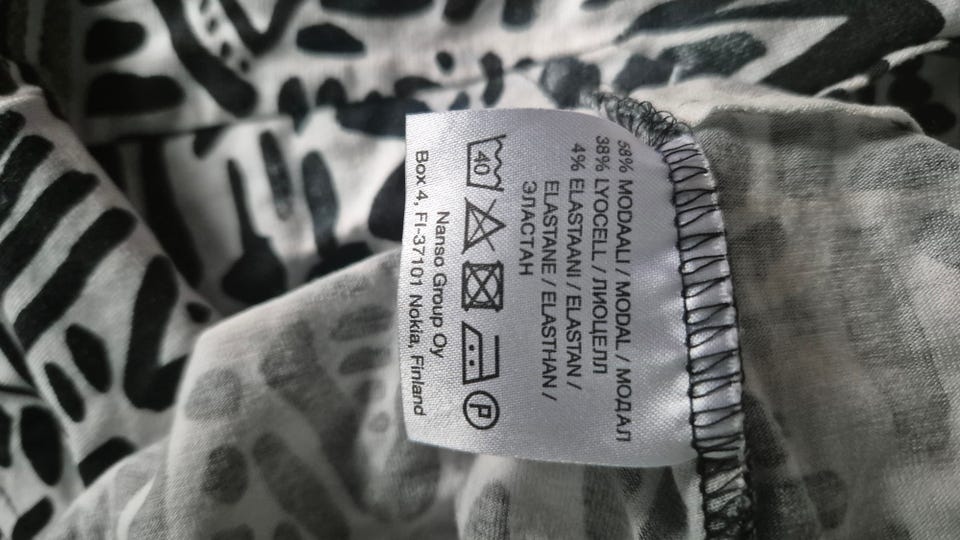 58% MODAALI / MODAL / МОДАЛ
38% LYOCELL / ЛИОЦЕЛЛ
4% ELASTAANI / ELASTAN /
ELASTANE / ELASTHAN /
ЭЛАСТАН
40 P
Nanso Group Oy
Box 4, FI-37101 Nokia, Finland